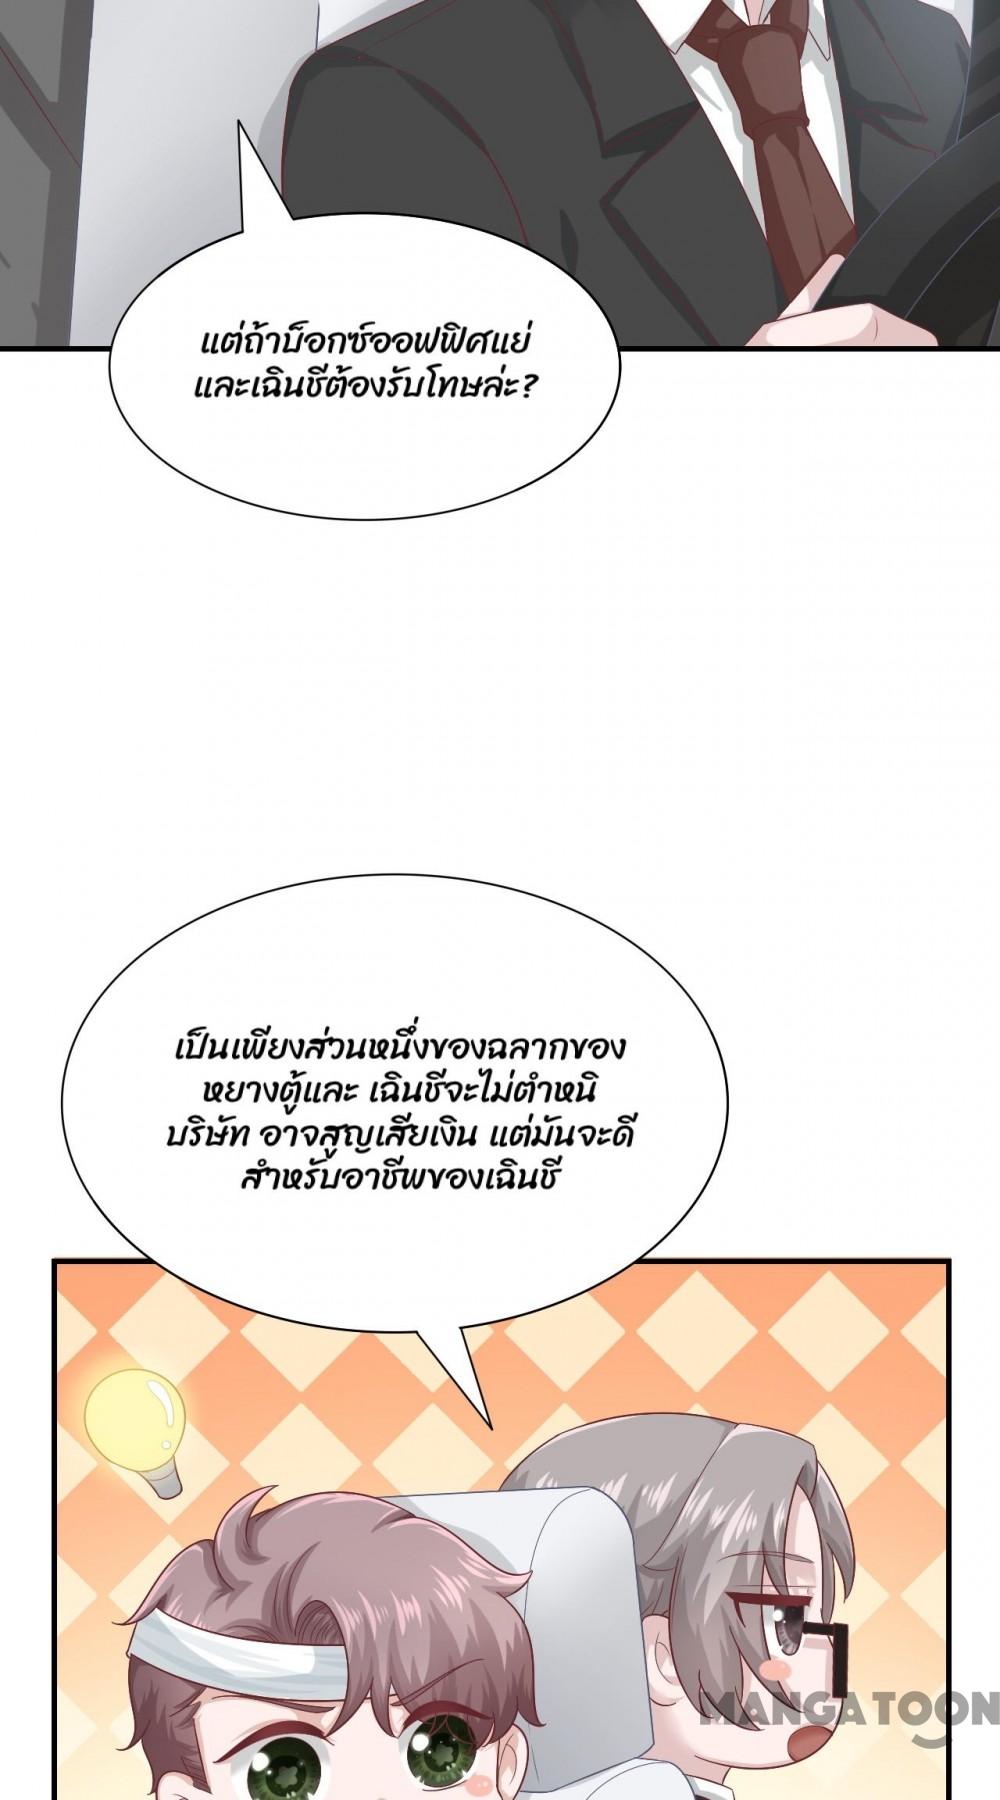 แต่ถ้าบ็อกซ์ออฟฟิศแย่
และเฉินชีต้องรับโทษล่ะ?
เป็นเพียงส่วนหนึ่งของฉลากของ
หยางตู้และ เฉินชีจะไม่ตำหนิ
บริษัท อาจสูญเสียเงิน แต่มันจะดี
สำหรับอาชีพของเฉินชี
MANGATOON